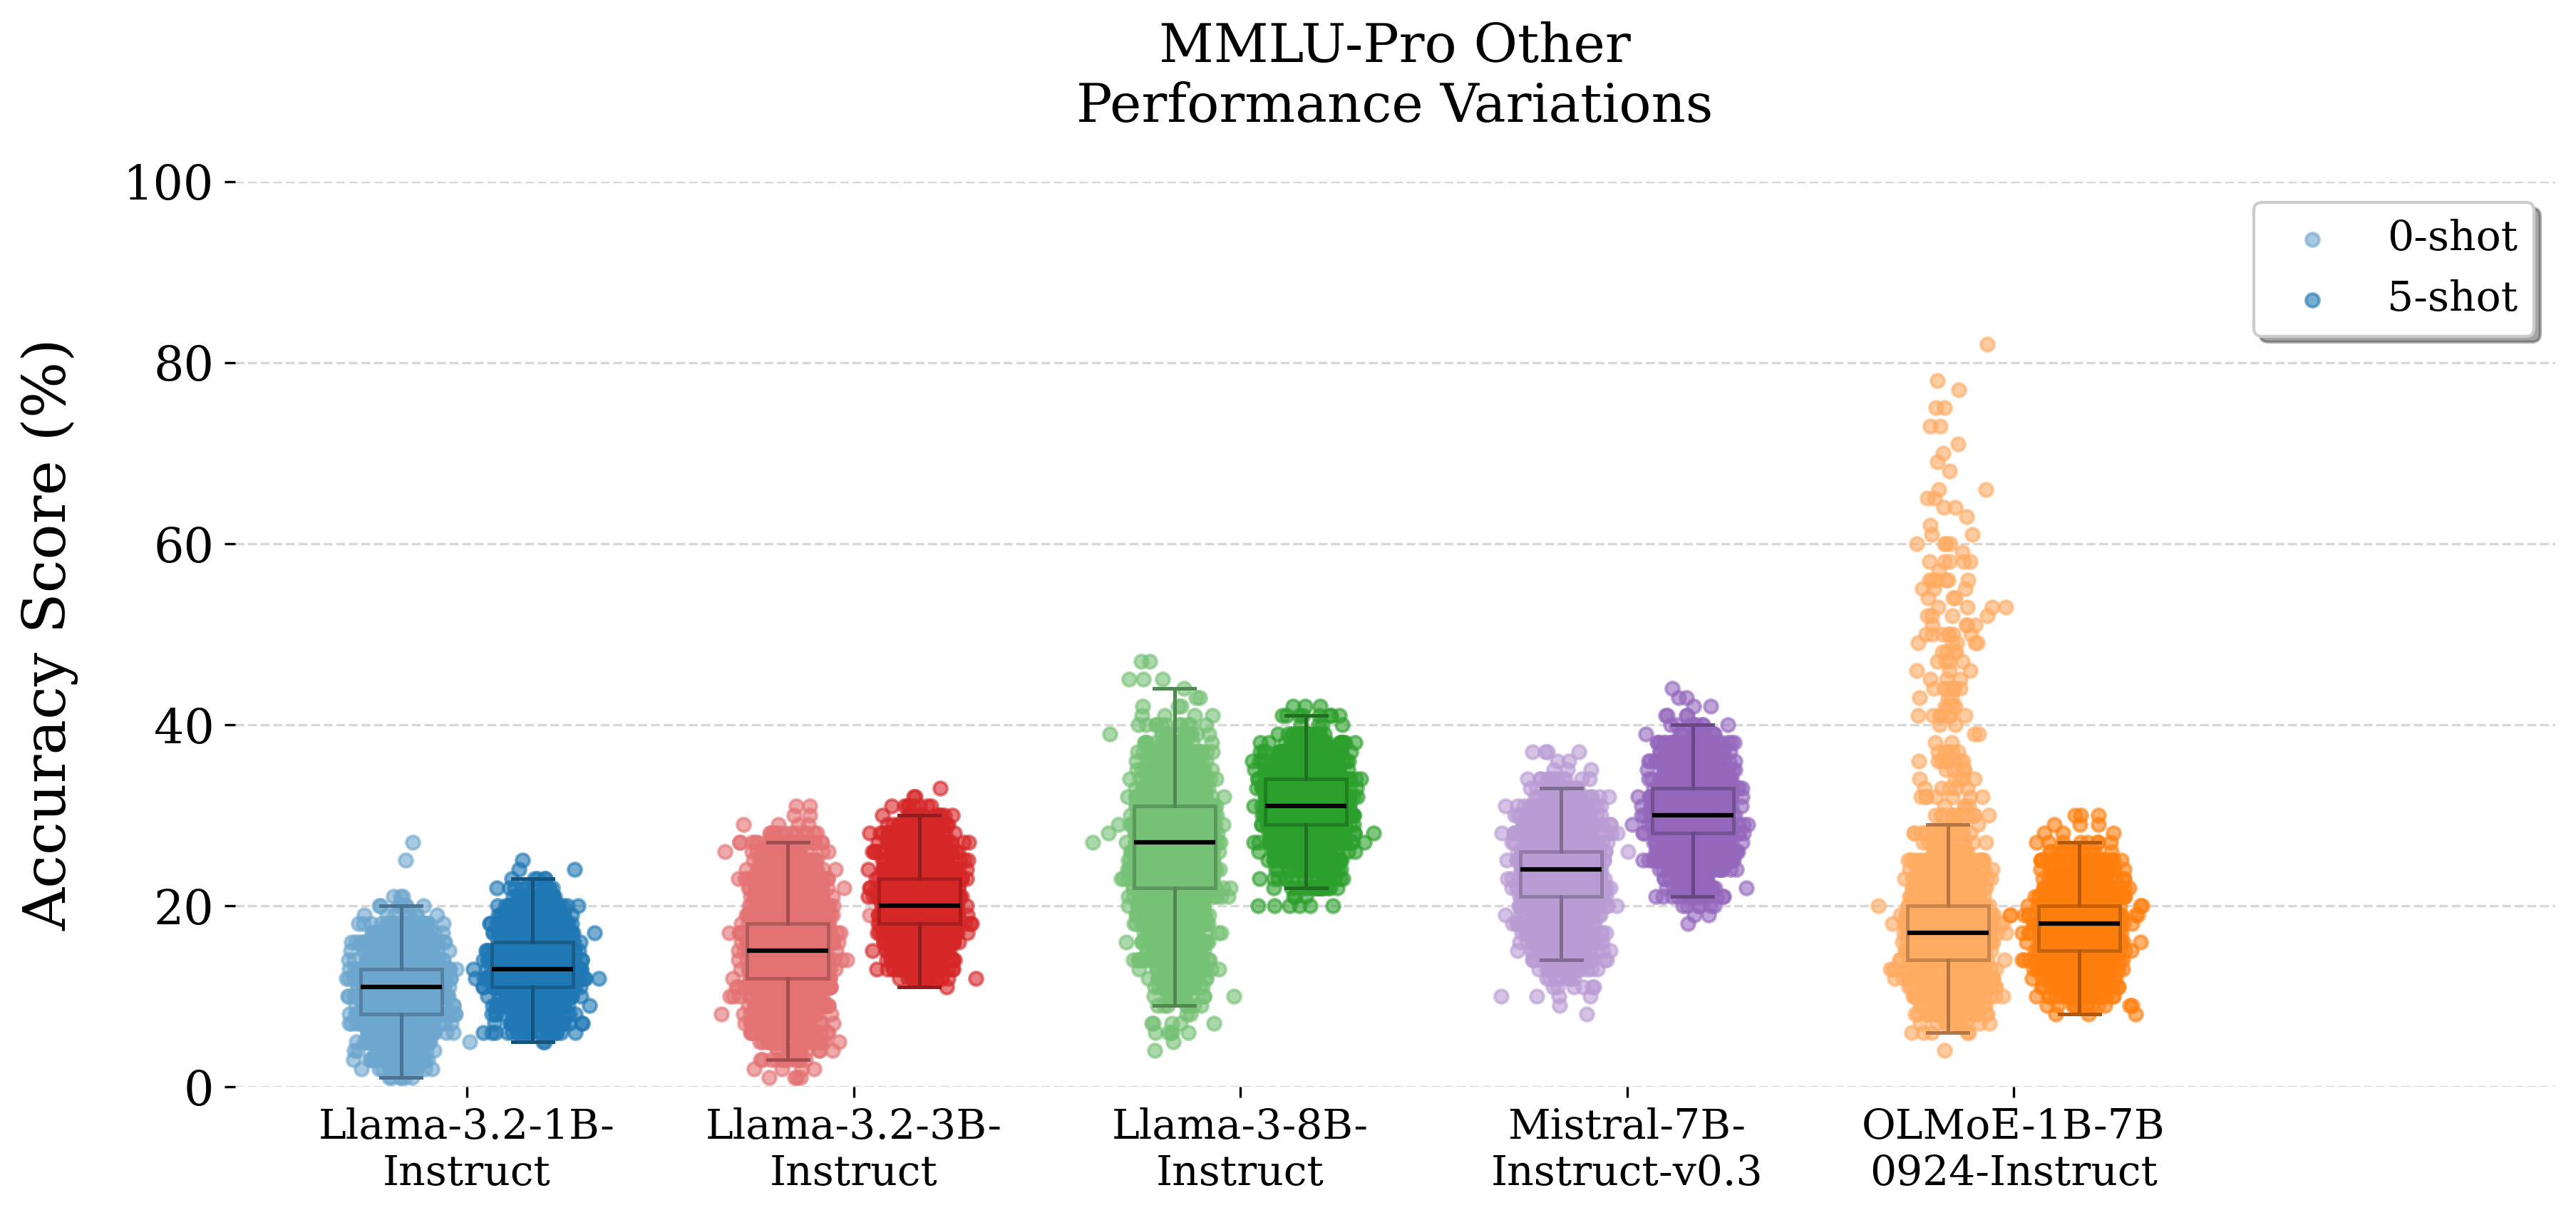 MMLU-Pro Other
Performance Variations
Accuracy Score (%)
100
80
60
40
20
0
0-shot
5-shot
Llama-3.2-1B-
Instruct
Llama-3.2-3B-
Instruct
Llama-3-8B-
Instruct
Mistral-7B-
Instruct-v0.3
OLMoE-1B-7B
0924-Instruct